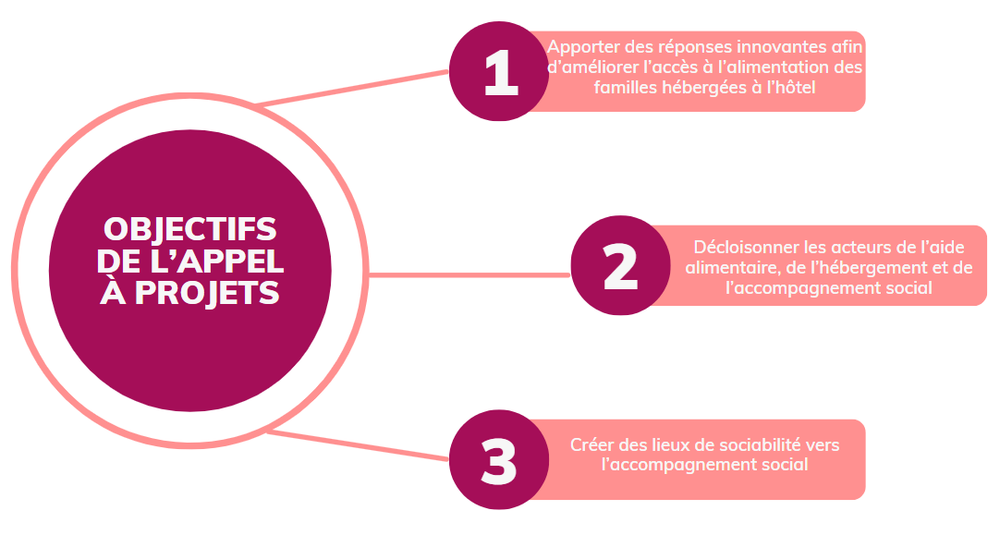 OBJECTIFS
DE L'APPEL
À PROJETS
1
Apporter des réponses innovantes afin
d'améliorer l'accès à l'alimentation des
familles hébergées à l'hôtel
2
Décloisonner les acteurs de l'aide
alimentaire, de l'hébergement et de
l'accompagnement social
3
Créer des lieux de sociabilité vers
l'accompagnement social